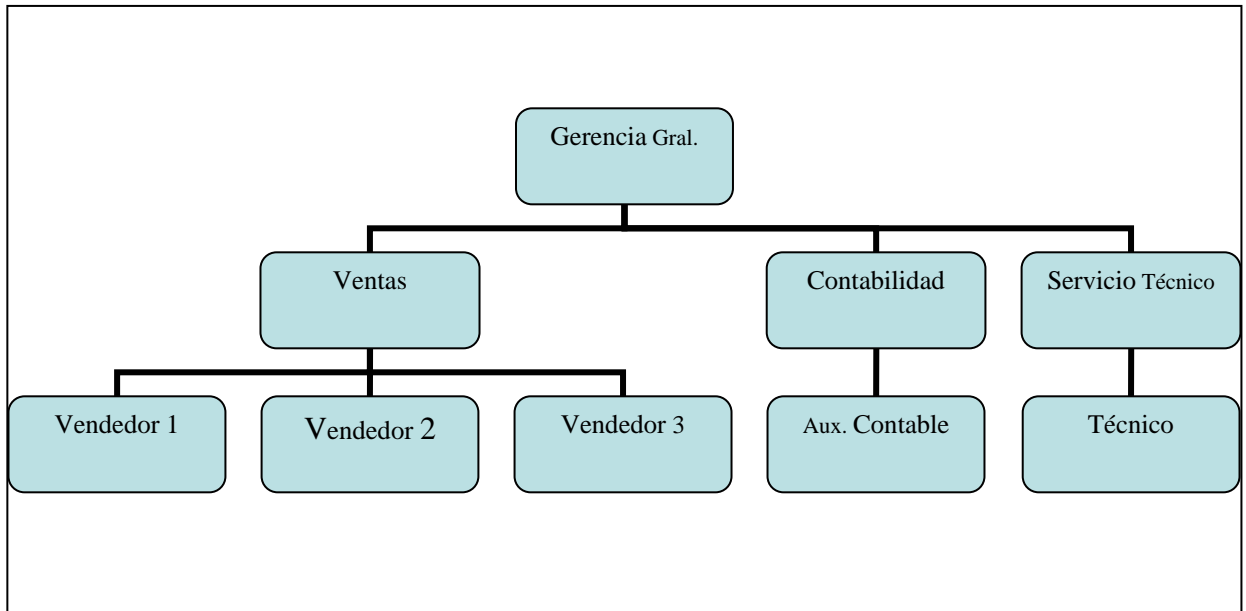 Gerencia Gral.
Ventas
Contabilidad
Servicio Técnico
Vendedor 1
Vendedor 2
Vendedor 3
Aux. Contable
Técnico